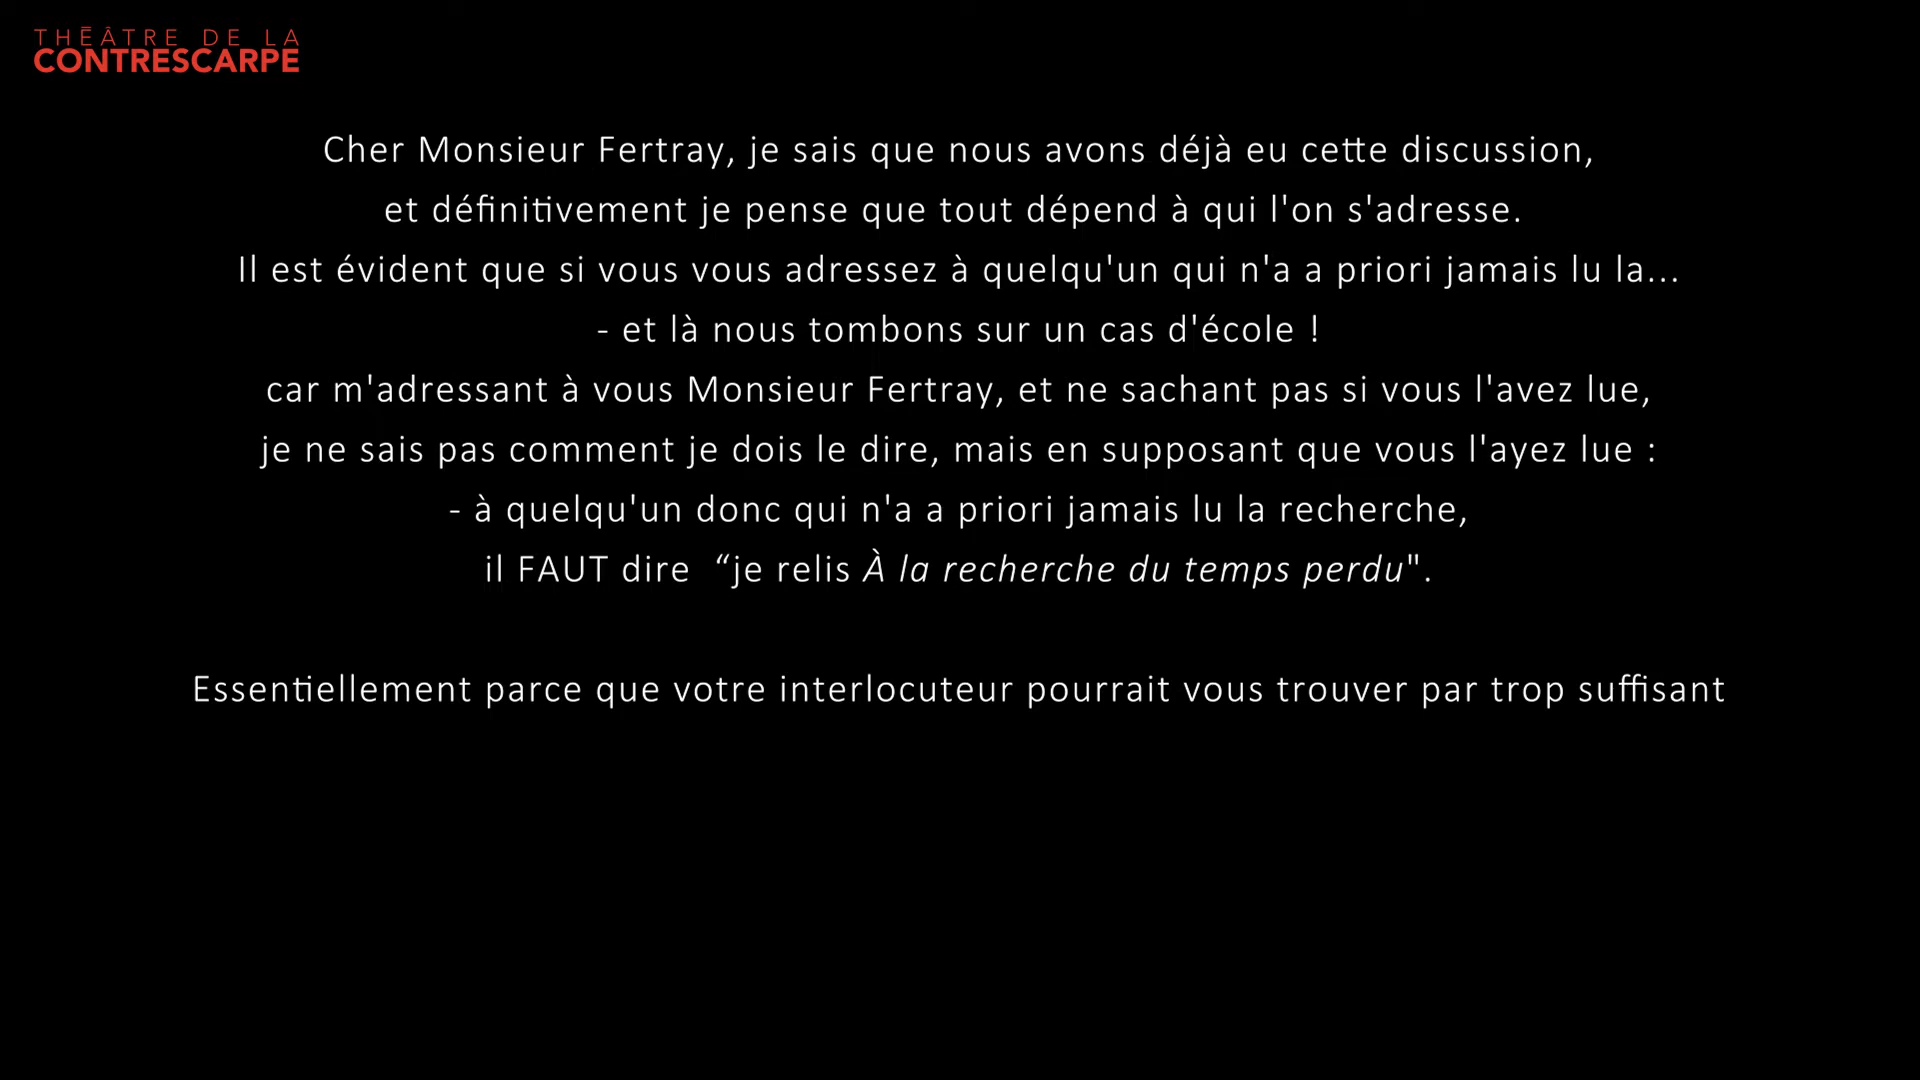 THÉÂTRE DE LA
CONTRESCARPE
Cher Monsieur Fertray, je sais que nous avons déjà eu cette discussion,
et définitivement je pense que tout dépend à qui l'on s'adresse.
Il est évident que si vous vous adressez à quelqu'un qui n'a a priori jamais lu la...
- et là nous tombons sur un cas d'école !
car m'adressant à vous Monsieur Fertray, et ne sachant pas si vous l'avez lue,
je ne sais pas comment je dois le dire, mais en supposant que vous l'ayez lue :
- à quelqu'un donc qui n'a a priori jamais lu la recherche,
il FAUT dire  “je relis À la recherche du temps perdu".
Essentiellement parce que votre interlocuteur pourrait vous trouver par trop suffisant